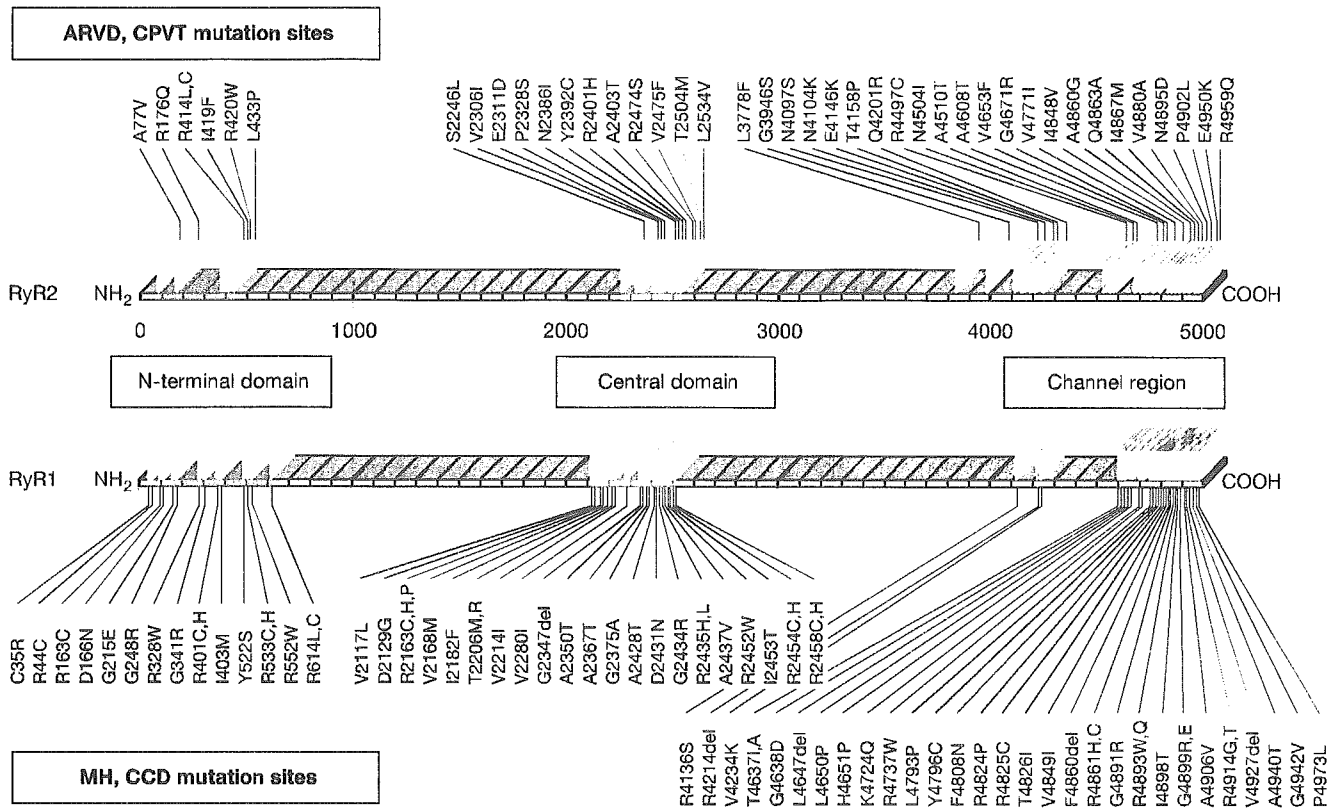 ARVD, CPVT mutation sites
A77V
R176Q
R414L,C
I419F
R420W
L433P
S2246L
V2306I
E2311D
P2328S
N2386I
Y2392C
R2401H
A2403T
R2474S
V2475F
T2504M
L2534V
L3778F
G3946S
N4097S
N4104K
E4146K
T4158P
Q4201R
R4497C
N4504I
A4510T
A4608T
V4653F
G4671R
V4771I
I4848V
A4860G
Q4863A
I4867M
V4880A
N4895D
P4902L
E4950K
R4959Q
RyR2 NH2 COOH
0 1000 2000 3000 4000 5000
N-terminal domain Central domain Channel region
RyR1 NH2 COOH
C35R
R44C
R163C
D166N
G215E
G248R
R328W
G341R
R401C,H
I403M
Y522S
R533C,H
R552W
R614L,C
V2117L
D2129G
R2163C,H,P
V2168M
I2182F
T2206M,R
V2214I
V2280I
G2347del
A2350T
A2367T
G2375A
A2428T
D2431N
G2434R
R2435H,L
A2437V
R2452W
I2453T
R2454C,H
R2458C,H
R4136S
R4214del
V4234K
T4637I,A
G4638D
L4647del
L4650P
H4651P
K4724Q
R4737W
L4793P
Y4796C
F4808N
R4824P
R4825C
T4826I
V4849I
F4860del
R4861H,C
G4891R
R4893W,Q
I4898T
G4899R,E
A4906V
R4914G,T
V4927del
A4940T
G4942V
P4973L
MH, CCD mutation sites